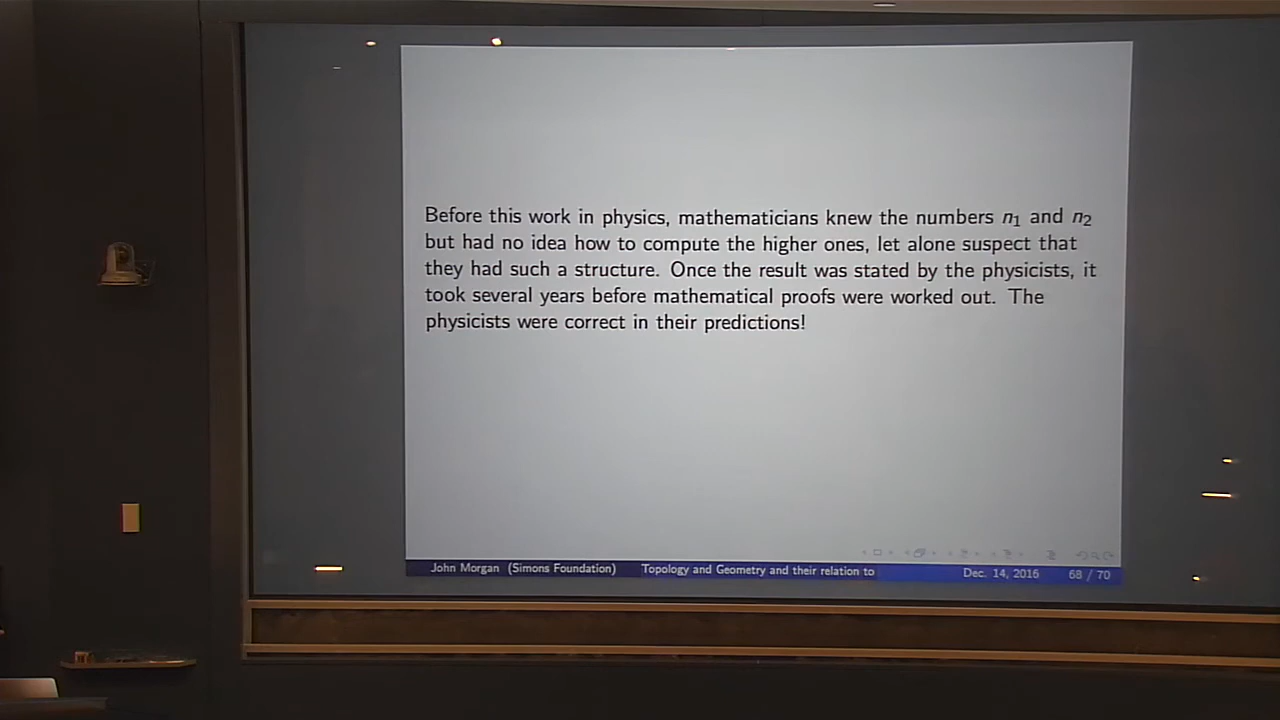 Before this work in physics, mathematicians knew the numbers n₁ and n₂
but had no idea how to compute the higher ones, let alone suspect that
they had such a structure. Once the result was stated by the physicists, it
took several years before mathematical proofs were worked out. The
physicists were correct in their predictions!
John Morgan (Simons Foundation) Topology and Geometry and their relation to Dec. 14, 2016 68 / 70